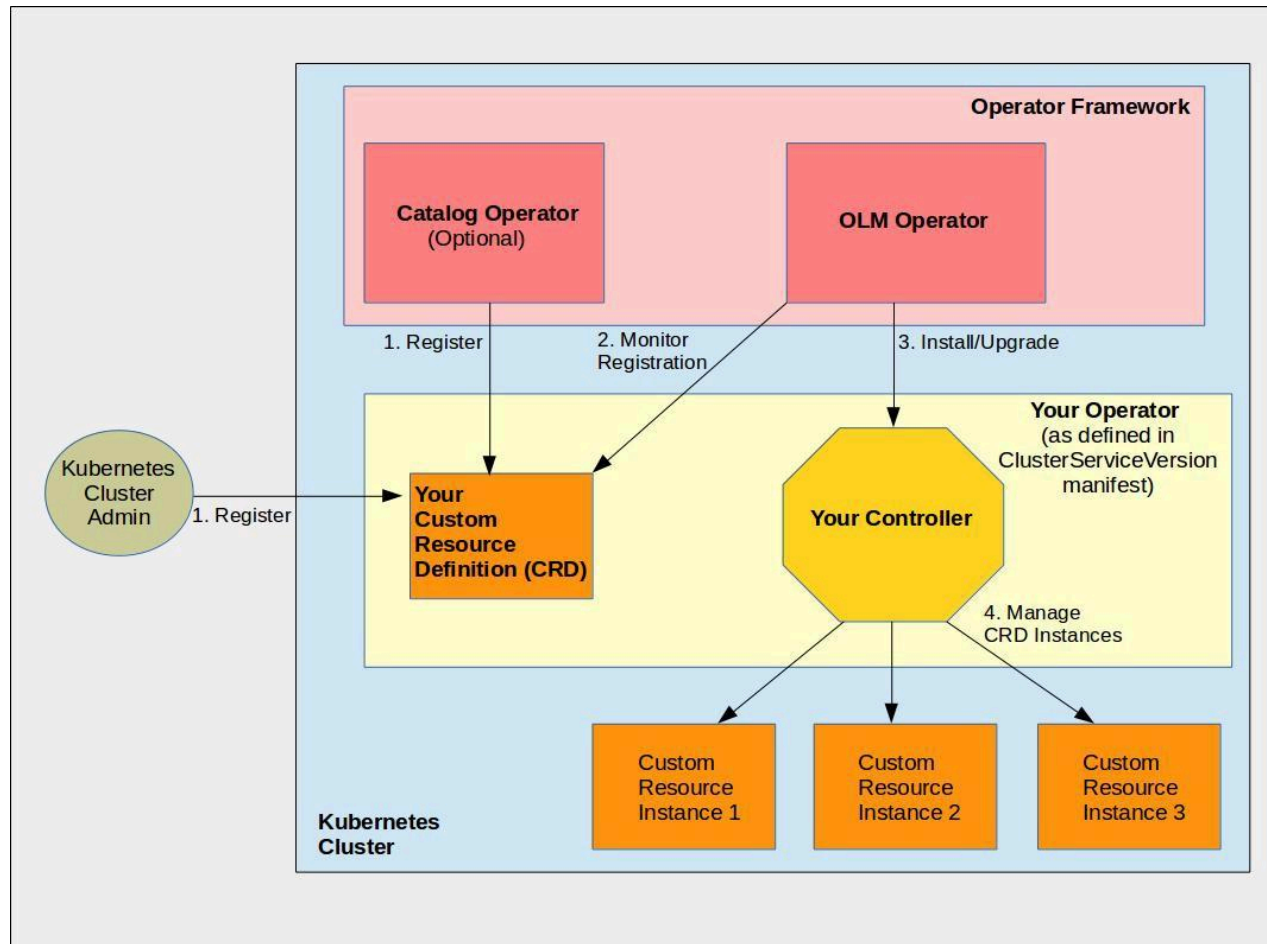 Operator Framework
Catalog Operator
(Optional)
OLM Operator
1. Register
2. Monitor
Registration
3. Install/Upgrade
Your Operator
(as defined in
ClusterServiceVersion
manifest)
Kubernetes
Cluster
Admin
1. Register
Your
Custom
Resource
Definition (CRD)
Your Controller
4. Manage
CRD Instances
Custom
Resource
Instance 1
Custom
Resource
Instance 2
Custom
Resource
Instance 3
Kubernetes
Cluster